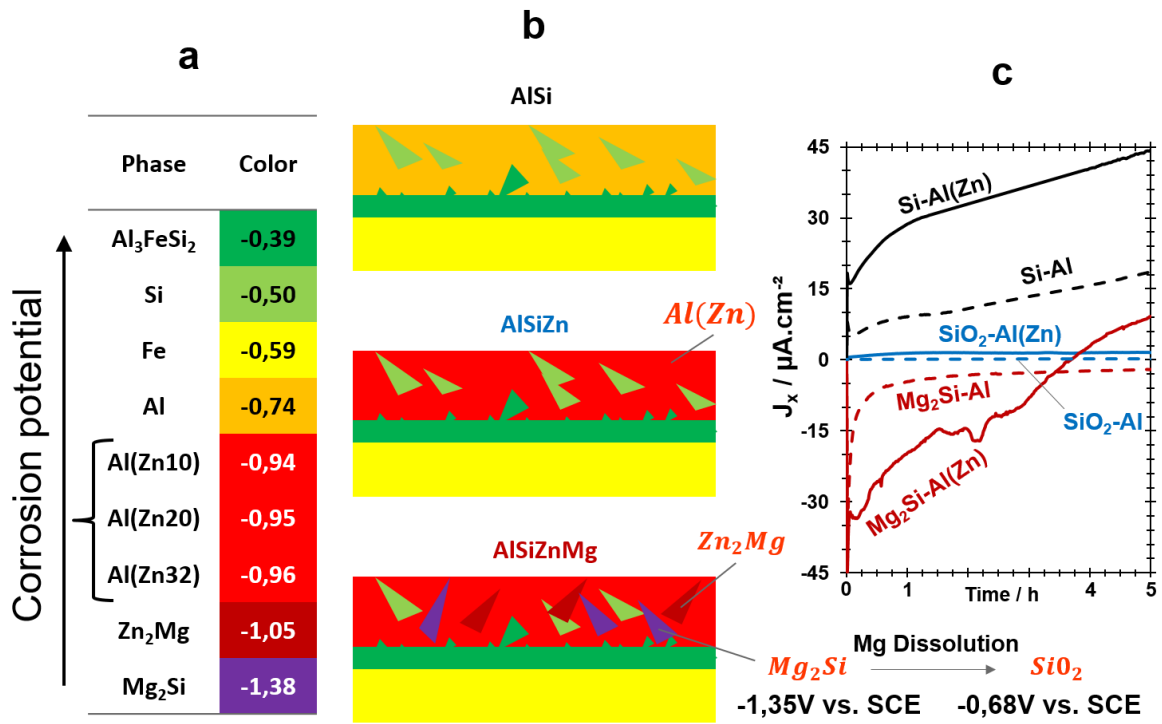 a
Phase Color
Al₃FeSi₂ -0,39
Si -0,50
Fe -0,59
Al -0,74
Al(Zn10) -0,94
Al(Zn20) -0,95
Al(Zn32) -0,96
Zn₂Mg -1,05
Mg₂Si -1,38
Corrosion potential
b
AlSi
AlSiZn
Al(Zn)
AlSiZnMg
Zn₂Mg
Mg₂Si
Mg Dissolution
SiO₂
-1,35V vs. SCE
-0,68V vs. SCE
c
Jₓ / µA.cm⁻²
45
30
15
0
-15
-30
-45
Si-Al(Zn)
Si-Al
SiO₂-Al(Zn)
Mg₂Si-Al
SiO₂-Al
Mg₂Si-Al(Zn)
0 1 4 5
Time / h